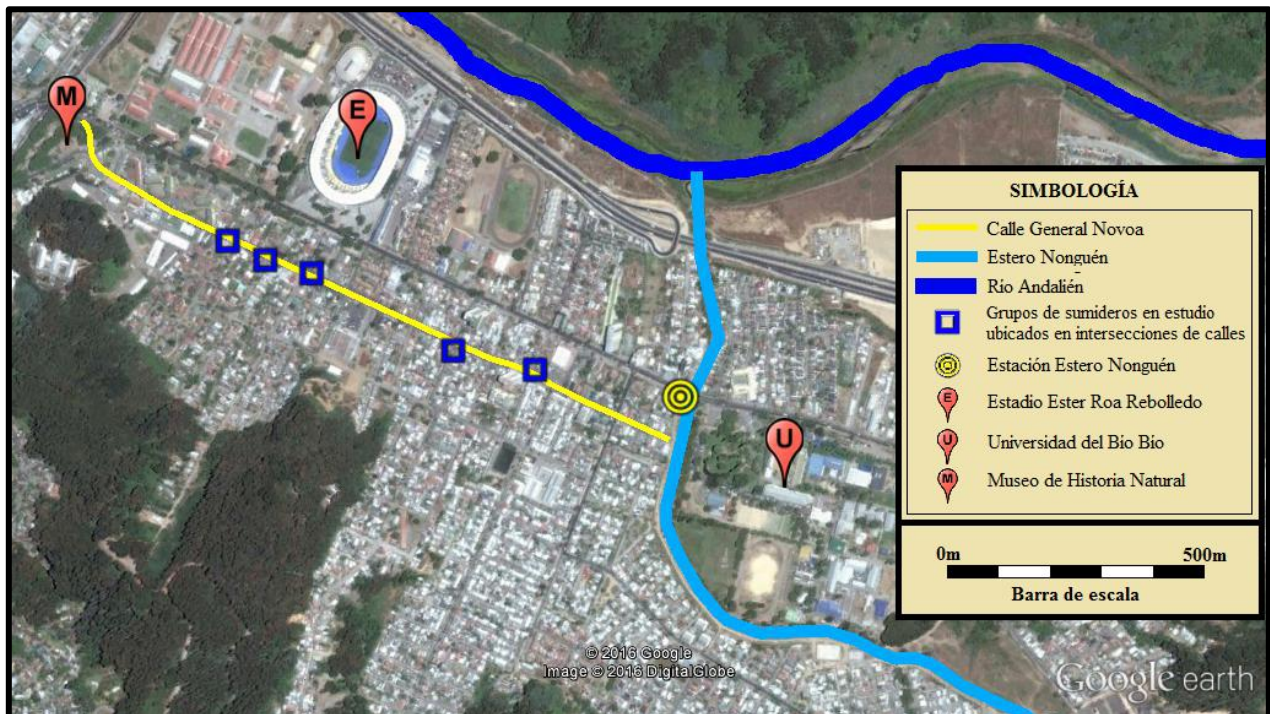 M
E
U
SIMBOLOGÍA
Calle General Novoa
Estero Nonguén
Río Andalién
Grupos de sumideros en estudio
ubicados en intersecciones de calles
Estación Estero Nonguén
E
Estadio Ester Roa Rebolledo
U
Universidad del Bio Bío
M
Museo de Historia Natural
0m 500m
Barra de escala
© 2016 Google
Image © 2016 DigitalGlobe
Google earth